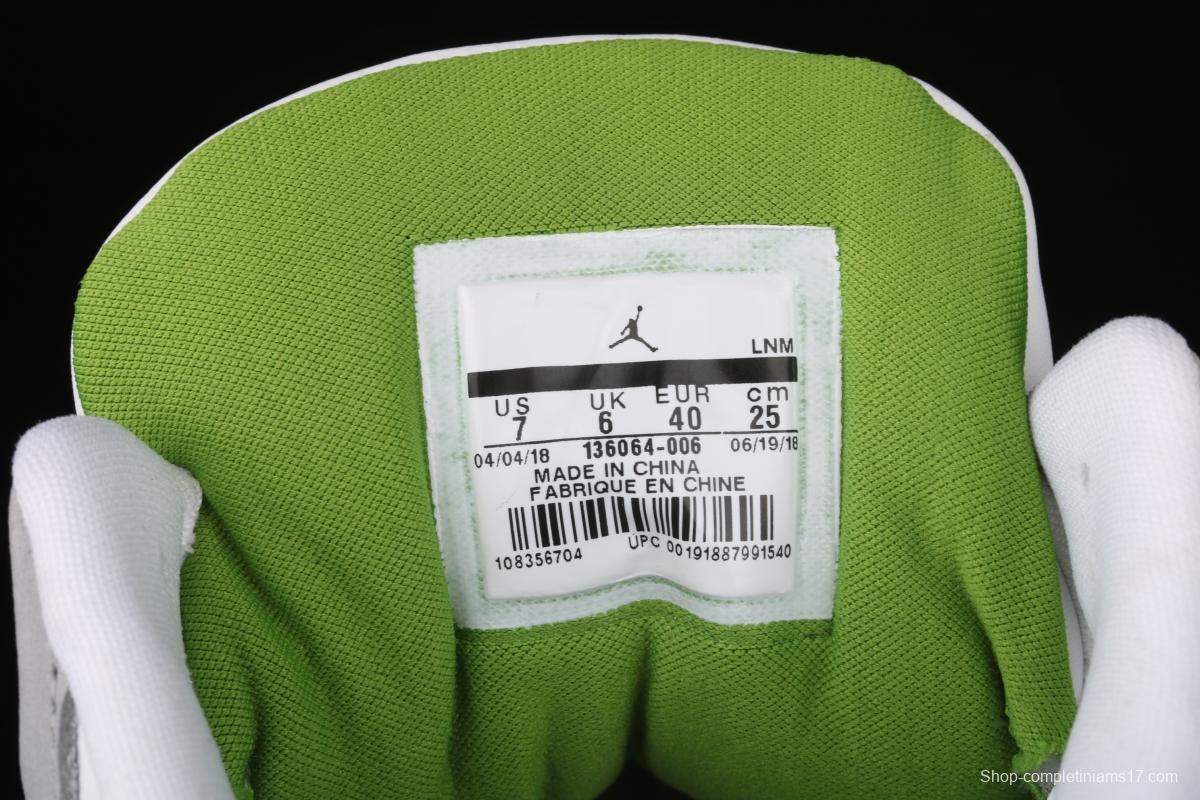 LNM
US UK EUR cm
7 6 40 25
04/04/18 136064-006 06/19/18
MADE IN CHINA
FABRIQUE EN CHINE
108356704 UPC 00191887991540
Shop-completiniams17.com